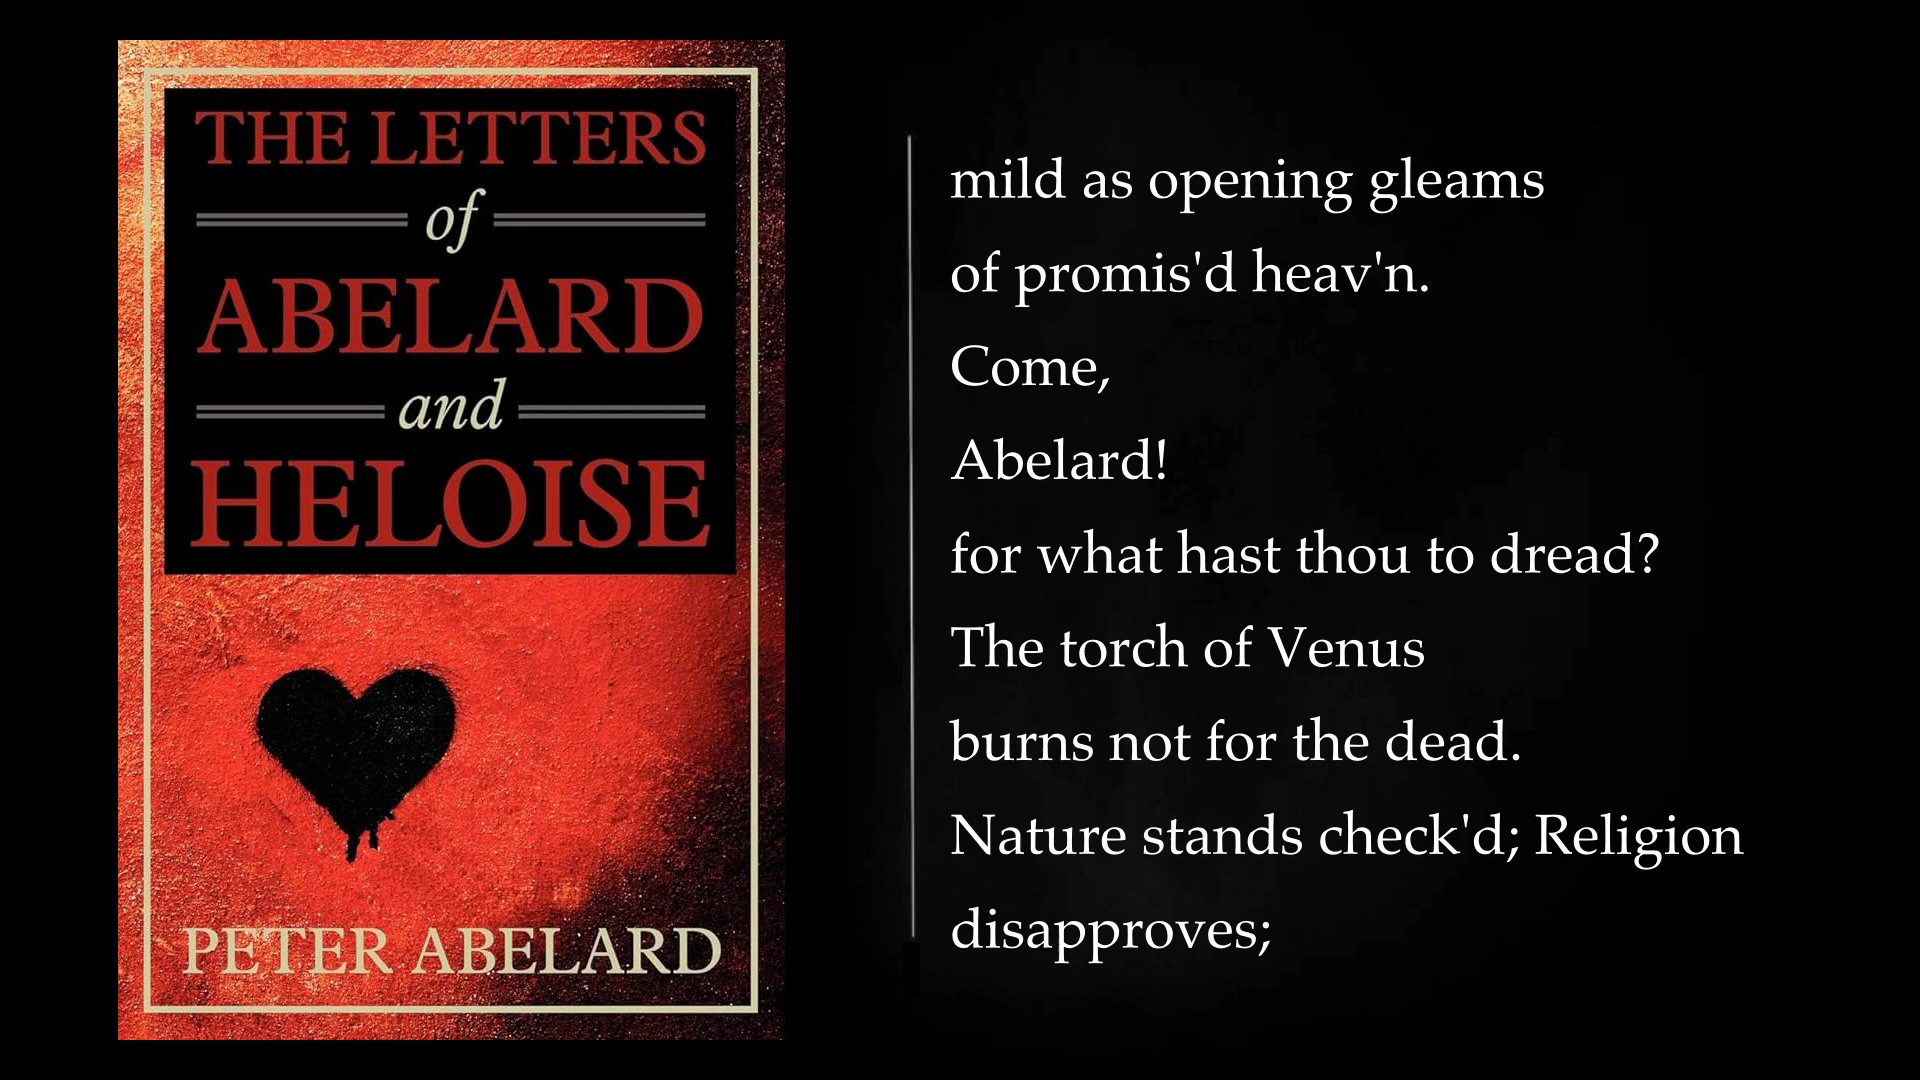 THE LETTERS
of
ABELARD
and
HELOISE
PETER ABELARD
mild as opening gleams
of promis'd heav'n.
Come,
Abelard!
for what hast thou to dread?
The torch of Venus
burns not for the dead.
Nature stands check'd; Religion
disapproves;